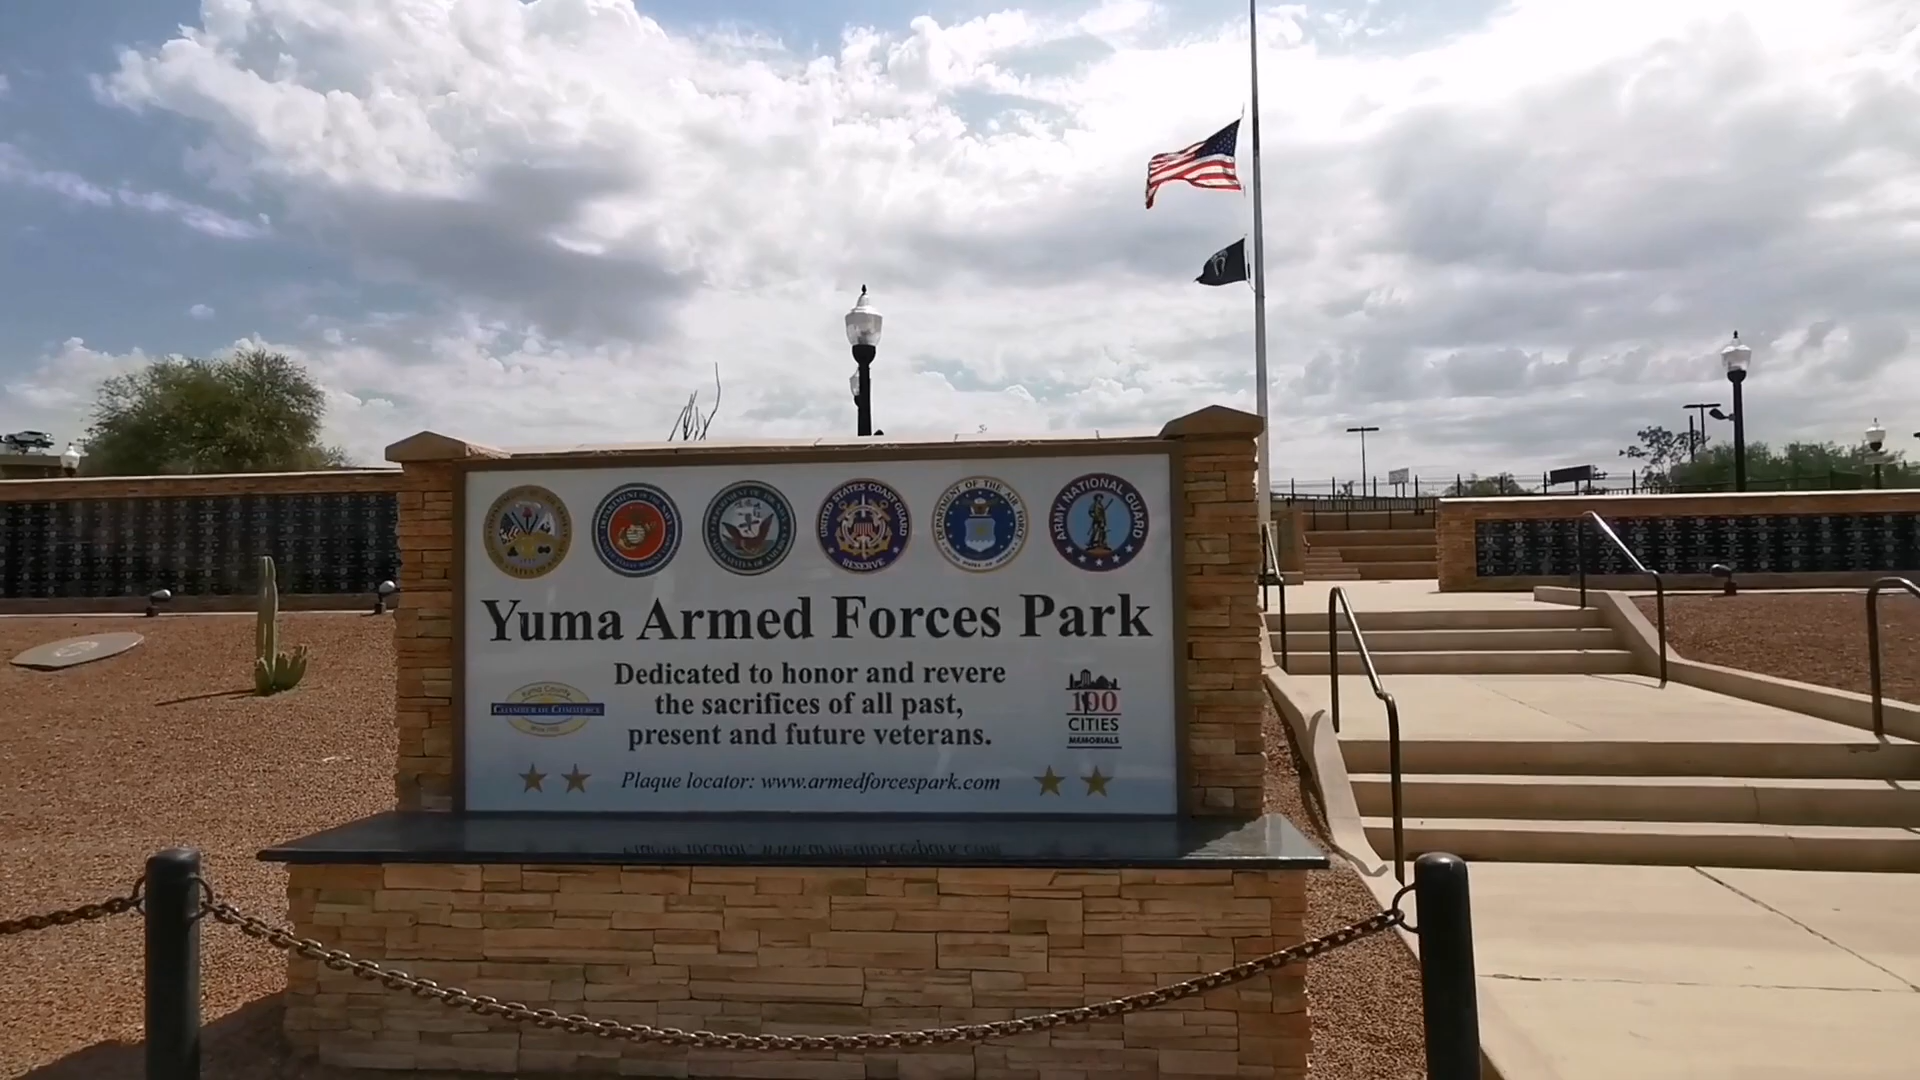 UNITED STATES COAST GUARD
RESERVE
DEPARTMENT OF THE AIR FORCE
ARMY NATIONAL GUARD
Yuma Armed Forces Park
Dedicated to honor and revere
the sacrifices of all past,
present and future veterans.
Yuma County
CHAMBER OF COMMERCE
100
CITIES
MEMORIALS
Plaque locator: www.armedforcespark.com